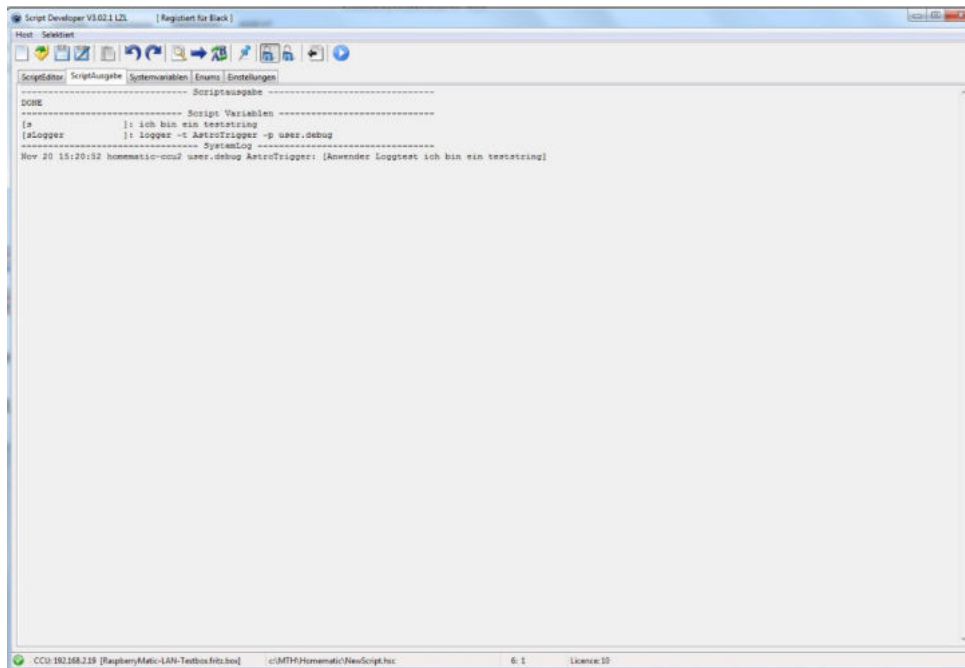 Script Developer V3.02.1 LZL [ Registiert für Black ]
Host Selektiert
ScriptEditor ScriptAusgabe Systemvariablen Enums Einstellungen
------------------------------- Scriptausgabe -------------------------------
DONE
------------------------------ Script Variablen -----------------------------
[s ]: ich bin ein teststring
[sLogger ]: logger -t AstroTrigger -p user.debug
--------------------------------- SystemLog ---------------------------------
Nov 20 15:20:52 homematic-ccu2 user.debug AstroTrigger: [Anwender Loggtest ich bin ein teststring]
CCU: 192.168.2.19 [RaspberryMatic-LAN-Testbox.fritz.box] c:\MTH\Homematic\NewScript.hsc 6: 1 Licence: 10